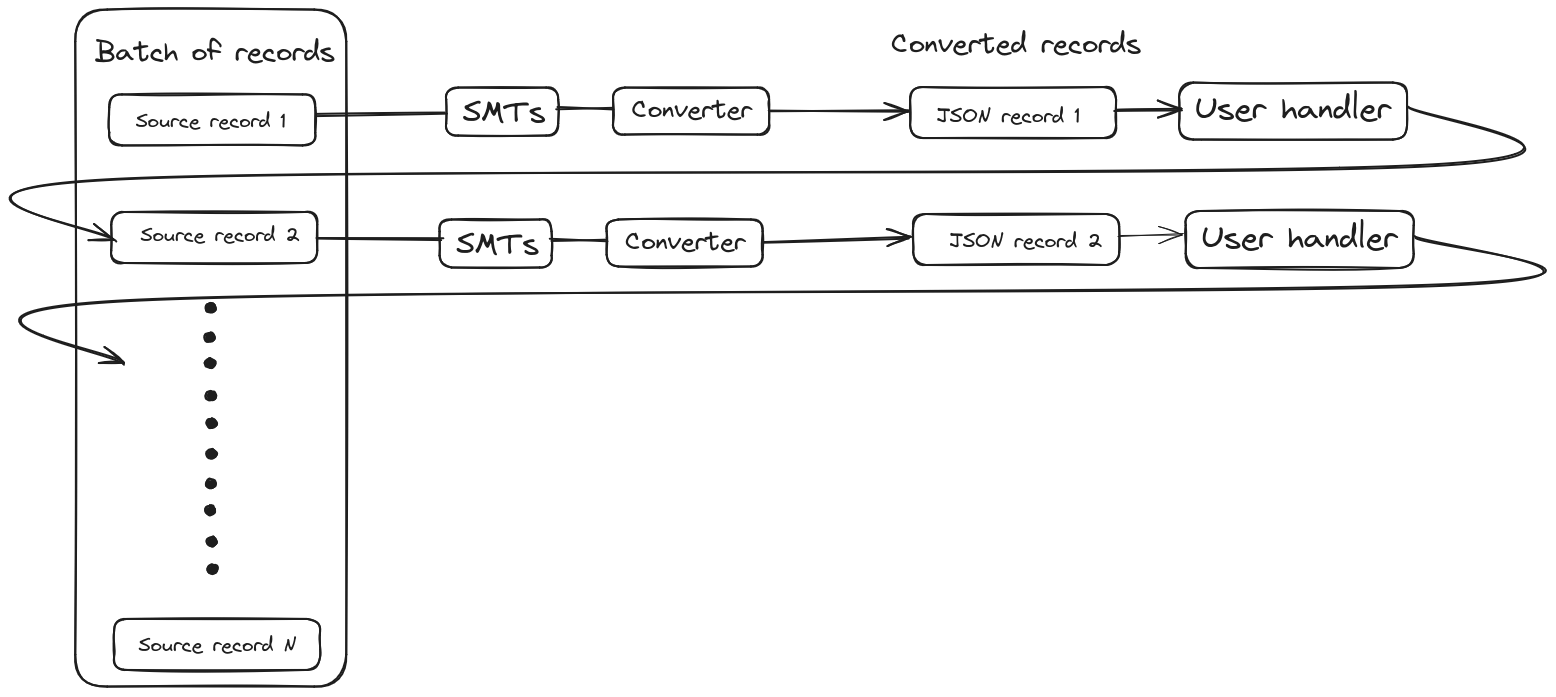 Batch of records
Converted records
Source record 1
SMTs
Converter
JSON record 1
User handler
Source record 2
SMTs
Converter
JSON record 2
User handler
Source record N